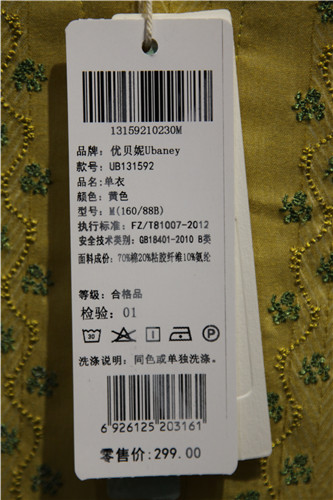 13159210230M
品牌: 优贝妮Ubaney
款号: UB131592
品名:单衣
颜色: 黄色
型号: M(160/88B)
执行标准: FZ/T81007-2012
安全技术类别: GB18401-2010 B类
面料成份: 70%棉20%粘胶纤维10%氨纶
等级: 合格品
检验: 01
30
洗涤说明: 同色或单独洗涤。
6 926125 203161
零售价:299.00